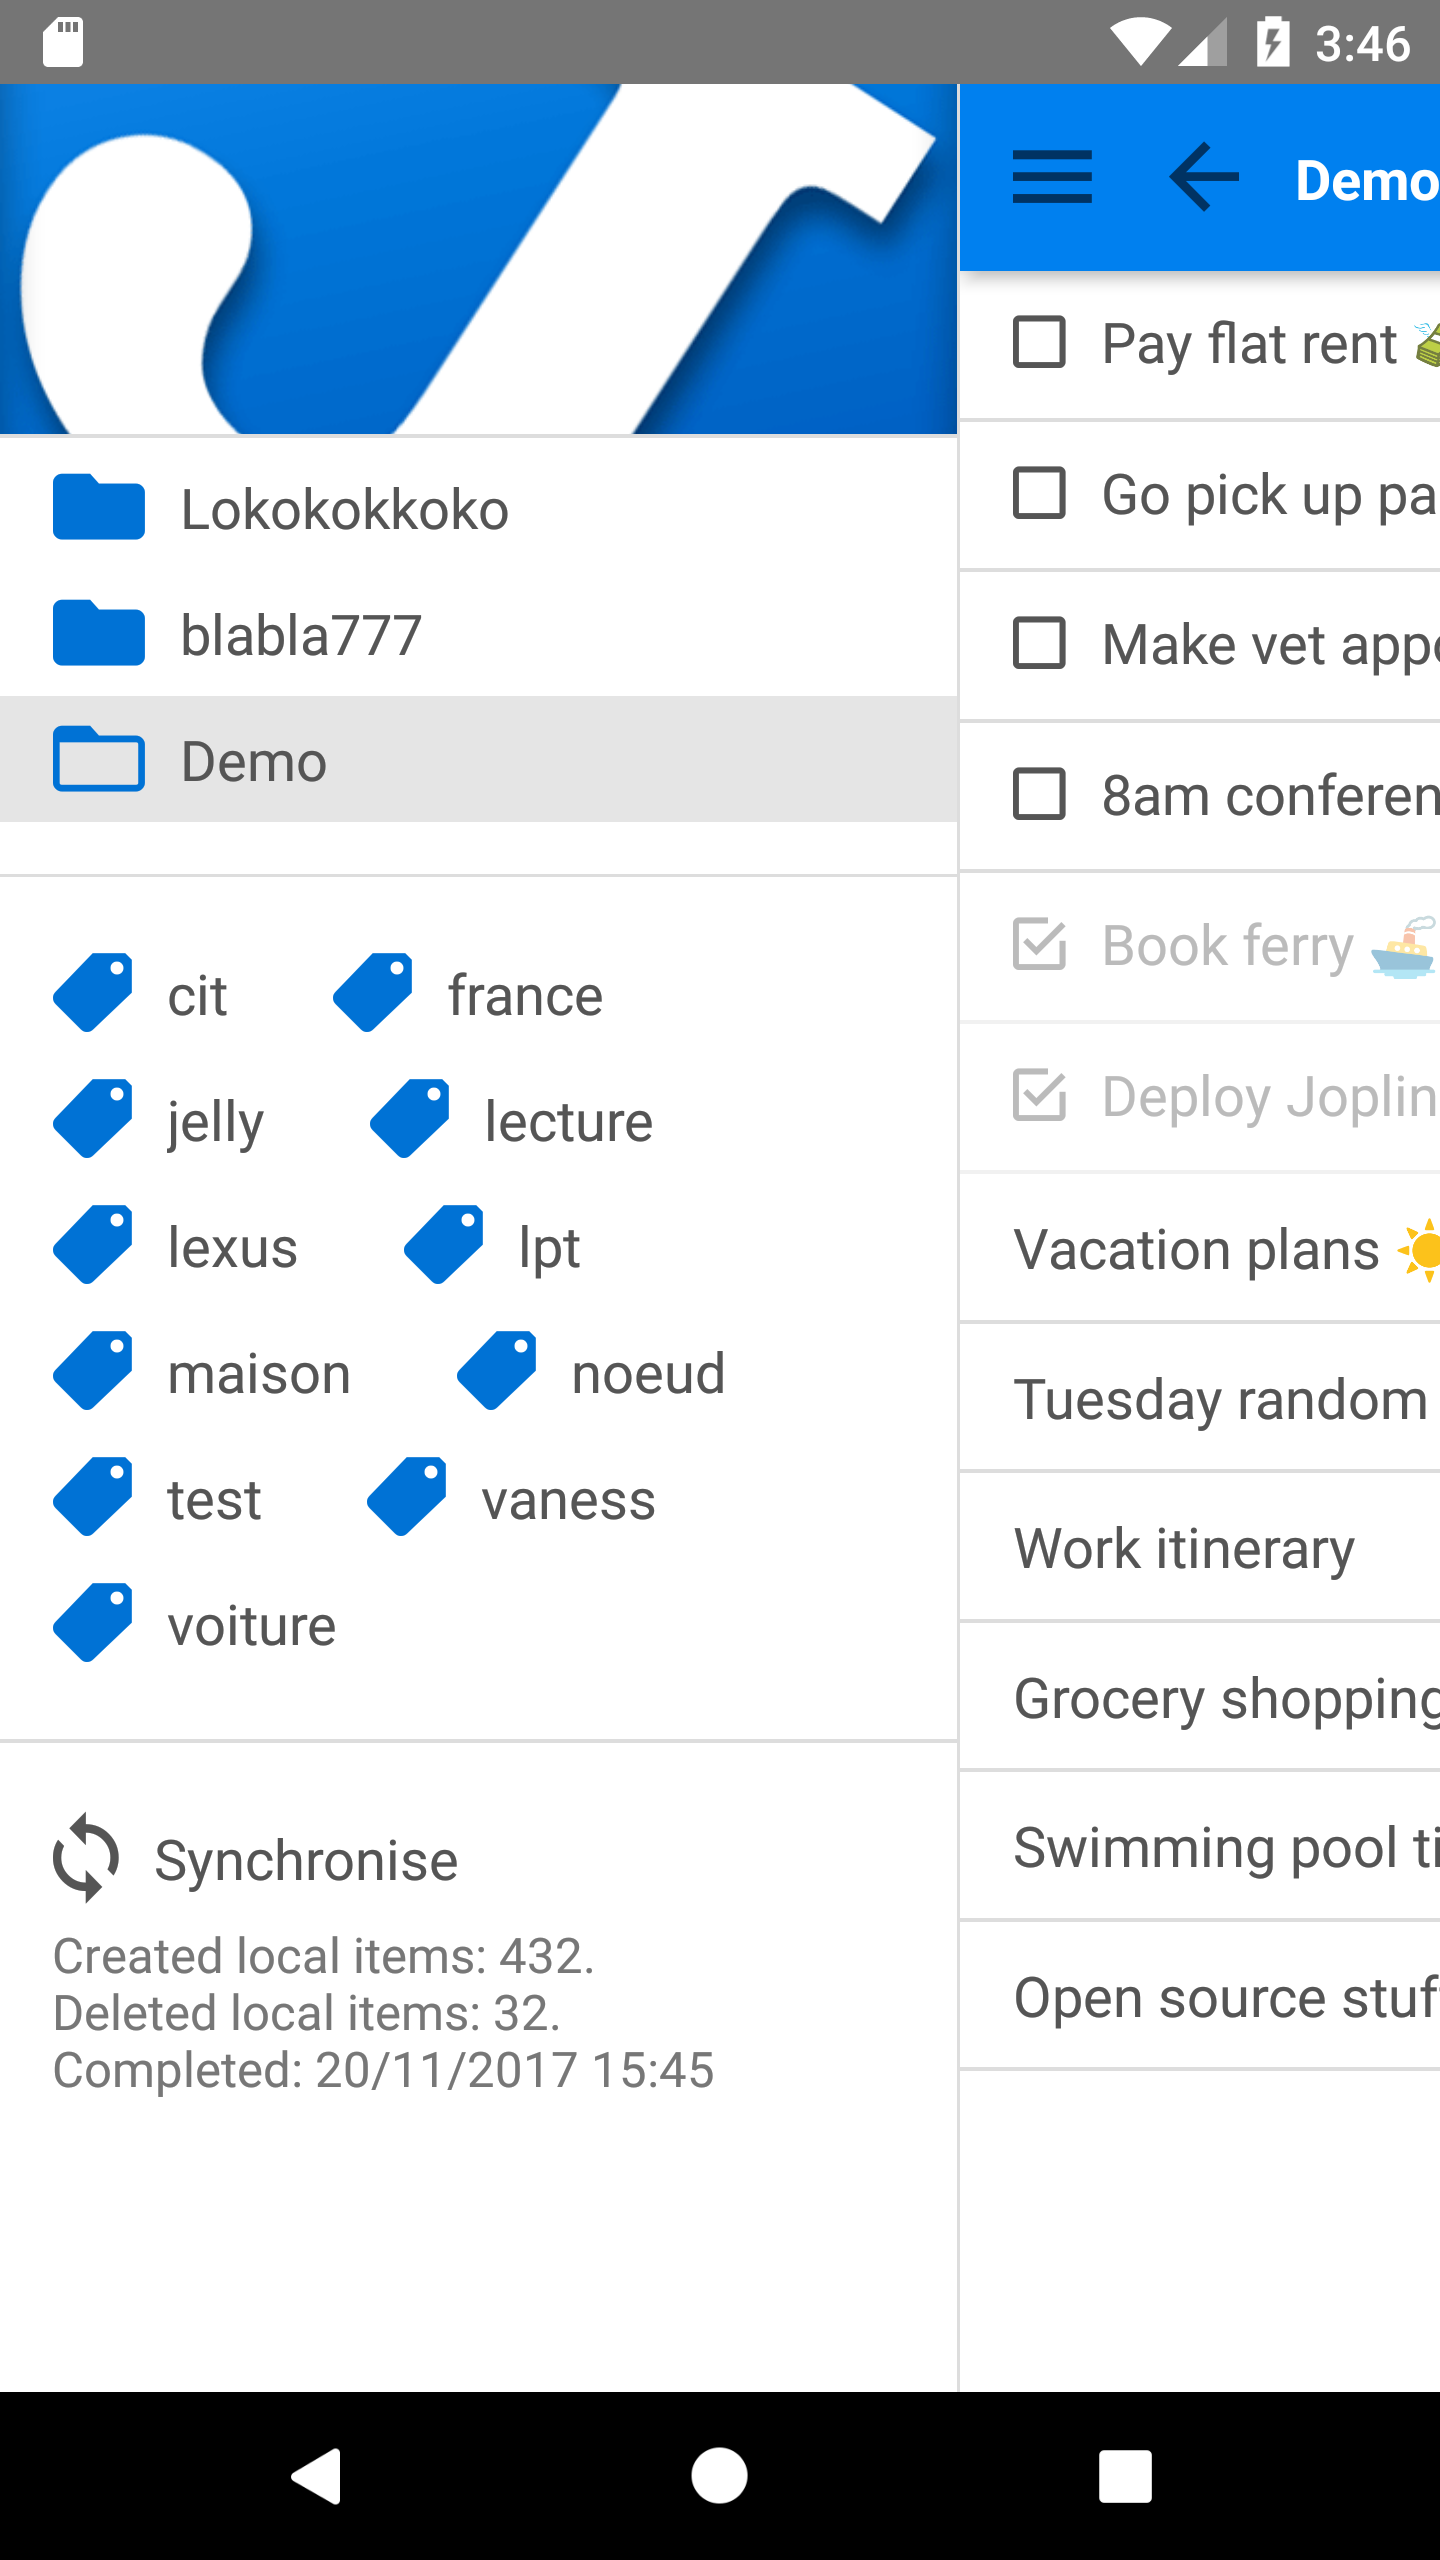 3:46
Lokokokkoko
blabla777
Demo
cit france
jelly lecture
lexus lpt
maison noeud
test vaness
voiture
Synchronise
Created local items: 432.
Deleted local items: 32.
Completed: 20/11/2017 15:45
Demo
Pay flat rent
Go pick up pa
Make vet appo
8am conferen
Book ferry
Deploy Joplin
Vacation plans
Tuesday random
Work itinerary
Grocery shopping
Swimming pool ti
Open source stuf